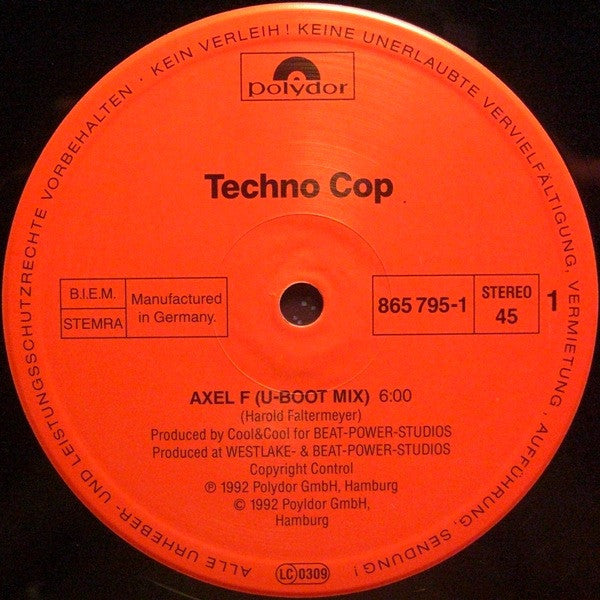 ALLE URHEBER- UND LEISTUNGSSCHUTZRECHTE VORBEHALTEN · KEIN VERLEIH! KEINE UNERLAUBTE VERVIELFÄLTIGUNG, VERMIETUNG, AUFFÜHRUNG, SENDUNG!
polydor
Techno Cop
B.I.E.M.
STEMRA
Manufactured
in Germany.
865 795-1
STEREO
45
1
AXEL F (U-BOOT MIX) 6:00
(Harold Faltermeyer)
Produced by Cool&Cool for BEAT-POWER-STUDIOS
Produced at WESTLAKE- & BEAT-POWER-STUDIOS
Copyright Control
℗ 1992 Polydor GmbH, Hamburg
© 1992 Poyldor GmbH,
Hamburg
LC 0309